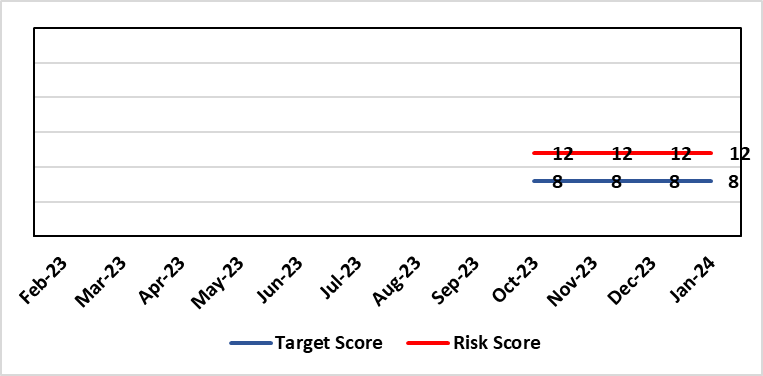 12 12 12 12
8 8 8 8
Feb-23 Mar-23 Apr-23 May-23 Jun-23 Jul-23 Aug-23 Sep-23 Oct-23 Nov-23 Dec-23 Jan-24
Target Score Risk Score